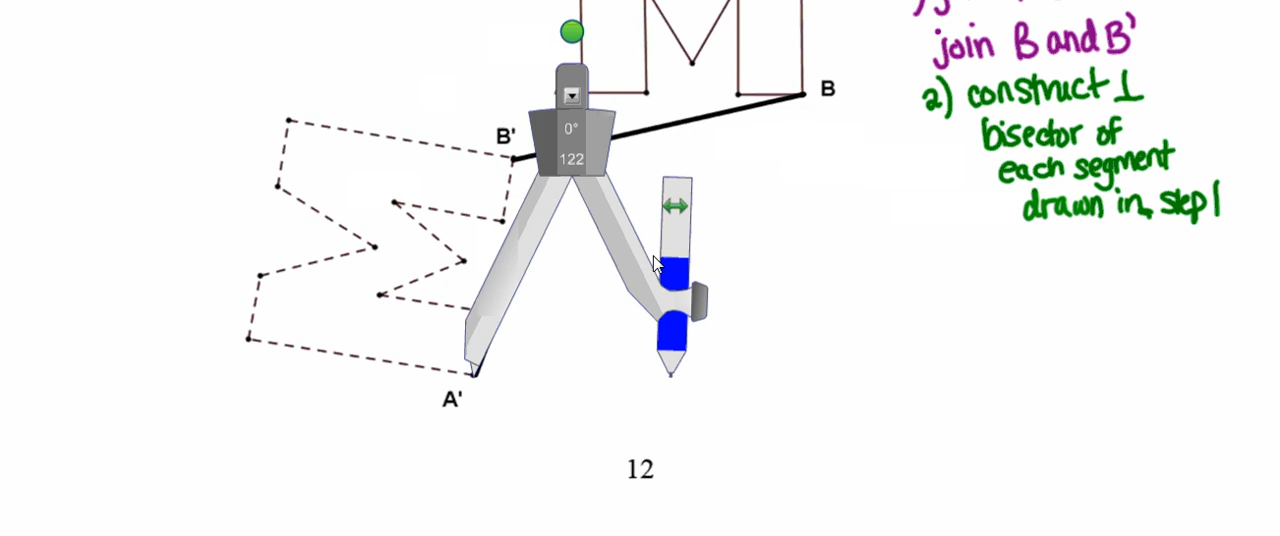 join B and B'
2) construct ⊥
bisector of
each segment
drawn in step 1
B
B'
0°
122
A'
12